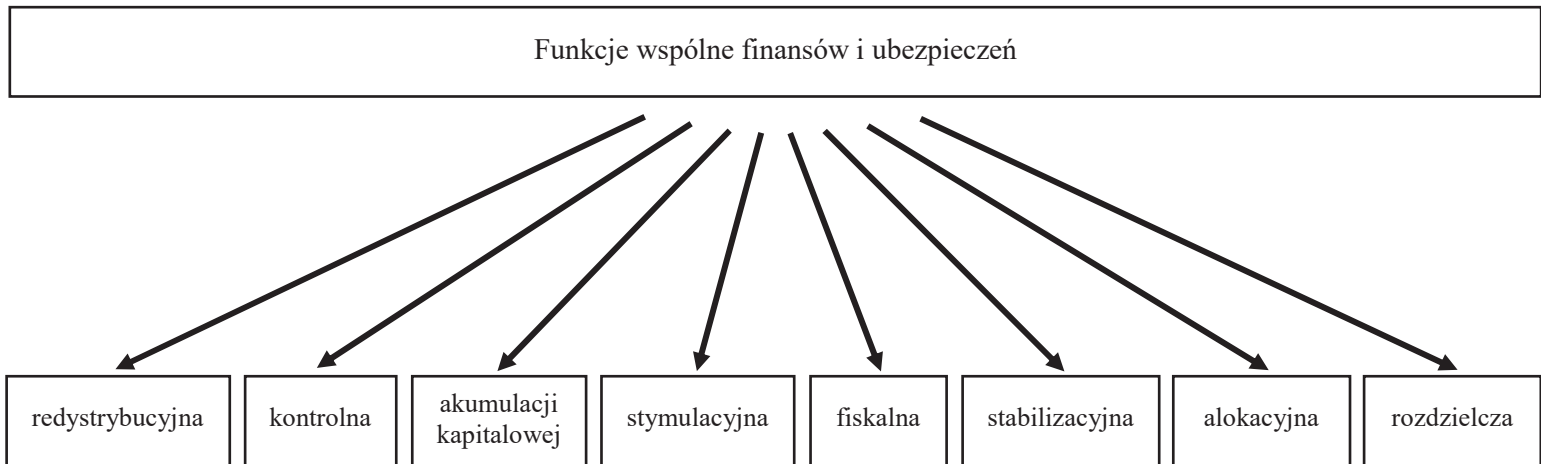 Funkcje wspólne finansów i ubezpieczeń
redystrybucyjna
kontrolna
akumulacji
kapitałowej
stymulacyjna
fiskalna
stabilizacyjna
alokacyjna
rozdzielcza